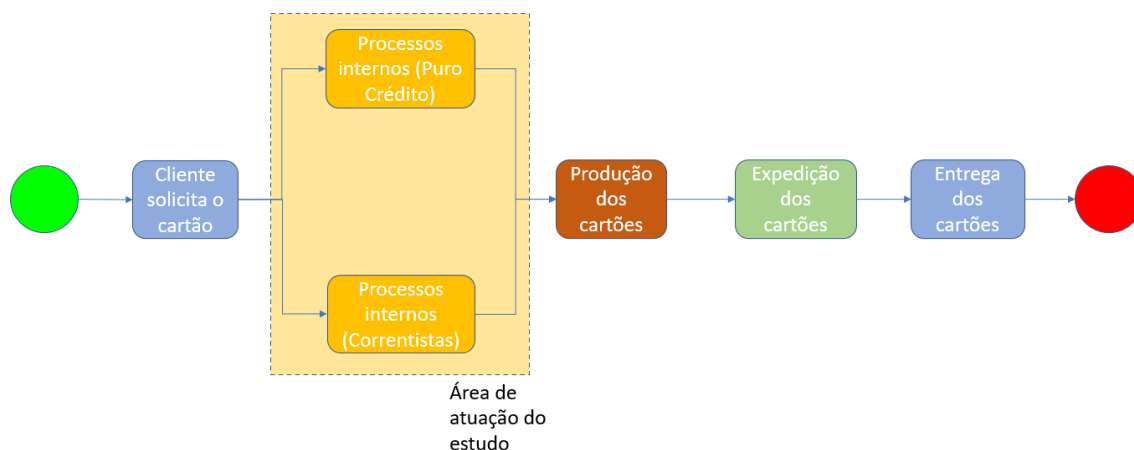 Processos
internos (Puro
Crédito)
Cliente
solicita o
cartão
Produção
dos
cartões
Expedição
dos
cartões
Entrega
dos
cartões
Processos
internos
(Correntistas)
Área de
atuação do
estudo